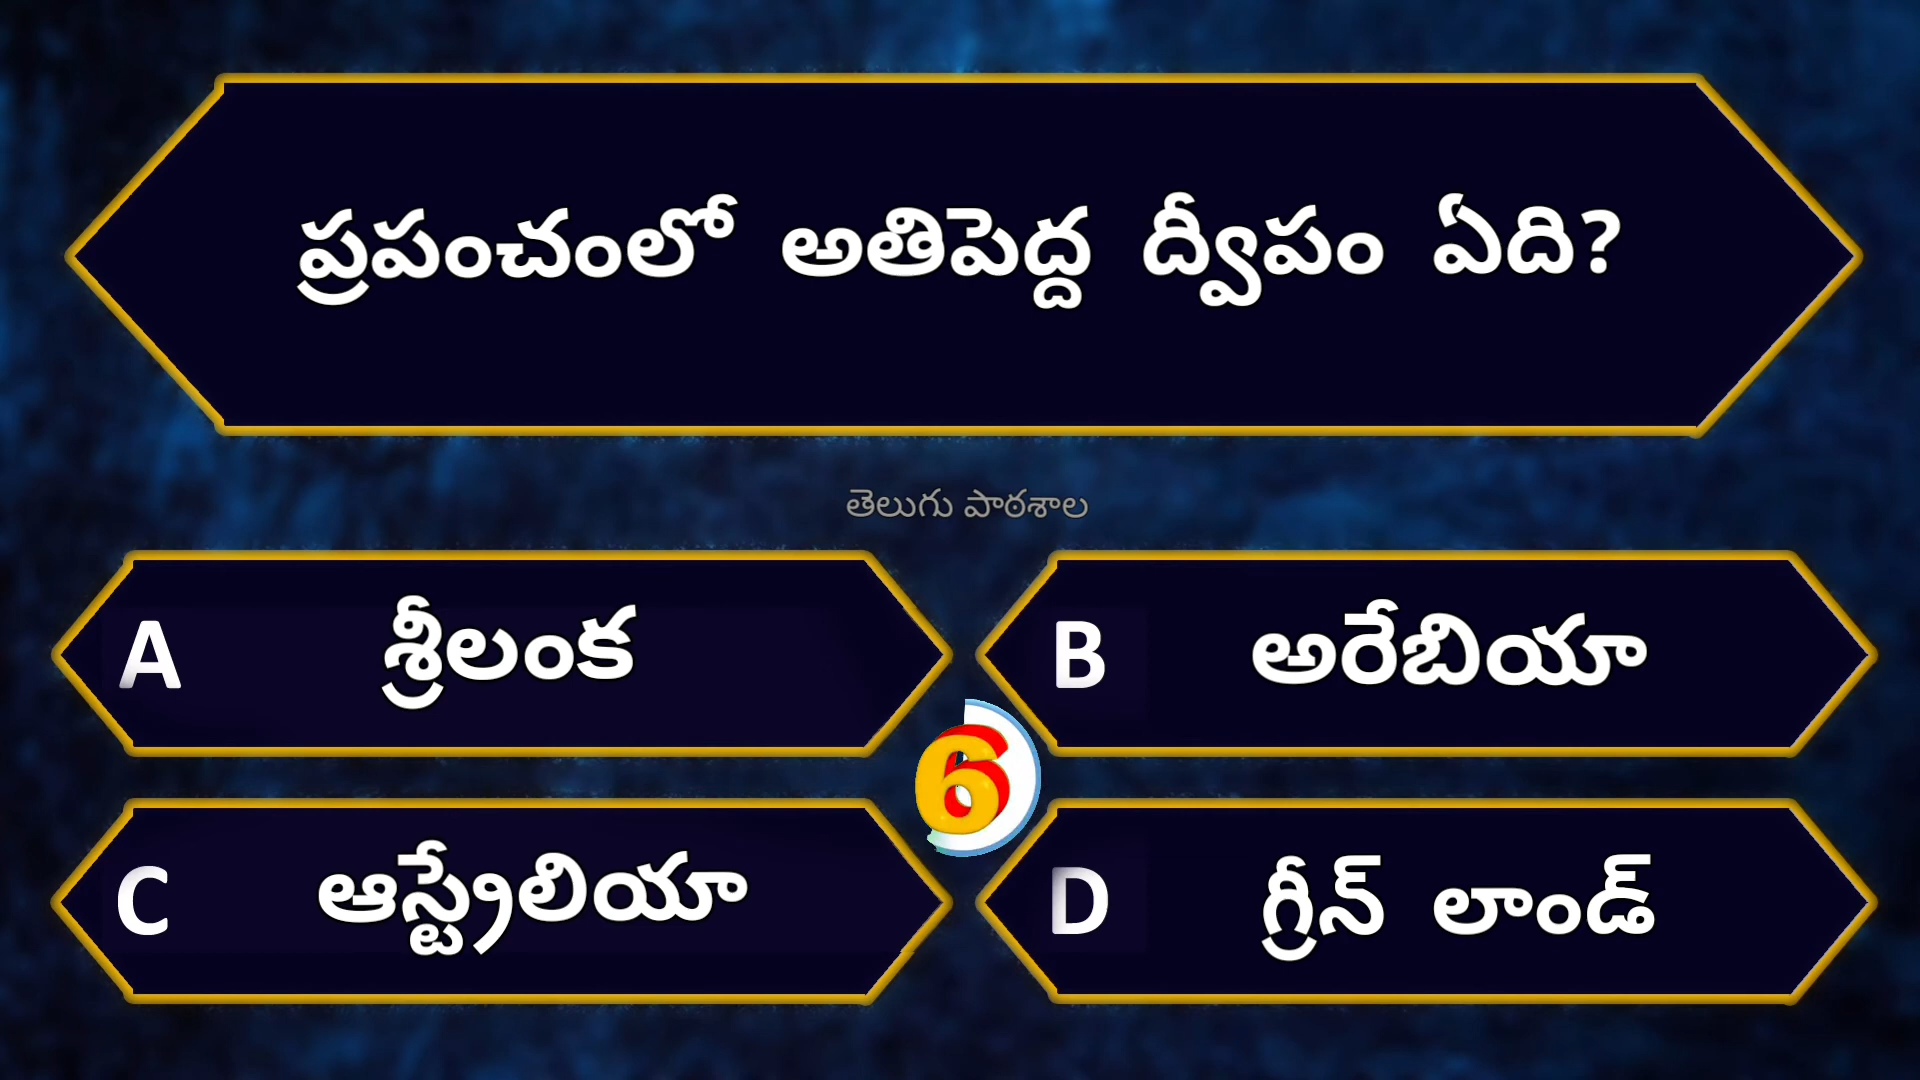 ప్రపంచంలో అతిపెద్ద ద్వీపం ఏది?
తెలుగు పాఠశాల
A శ్రీలంక
B అరేబియా
6
C ఆస్ట్రేలియా
D గ్రీన్ లాండ్